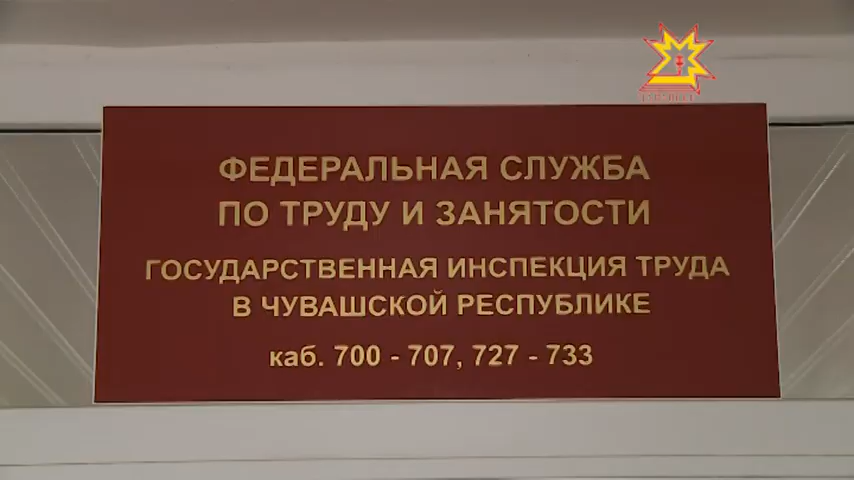 ФЕДЕРАЛЬНАЯ СЛУЖБА
ПО ТРУДУ И ЗАНЯТОСТИ
ГОСУДАРСТВЕННАЯ ИНСПЕКЦИЯ ТРУДА
В ЧУВАШСКОЙ РЕСПУБЛИКЕ
каб. 700 - 707, 727 - 733